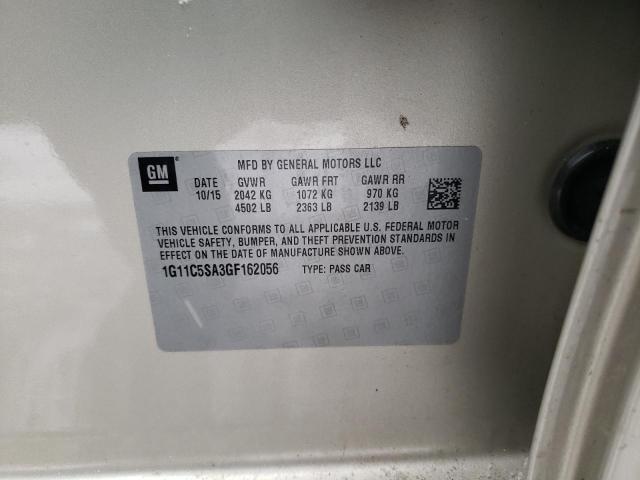 GM MFD BY GENERAL MOTORS LLC
DATE GVWR GAWR FRT GAWR RR
10/15 2042 KG 1072 KG 970 KG
4502 LB 2363 LB 2139 LB
THIS VEHICLE CONFORMS TO ALL APPLICABLE U.S. FEDERAL MOTOR
VEHICLE SAFETY, BUMPER, AND THEFT PREVENTION STANDARDS IN
EFFECT ON THE DATE OF MANUFACTURE SHOWN ABOVE.
1G11C5SA3GF162056 TYPE: PASS CAR